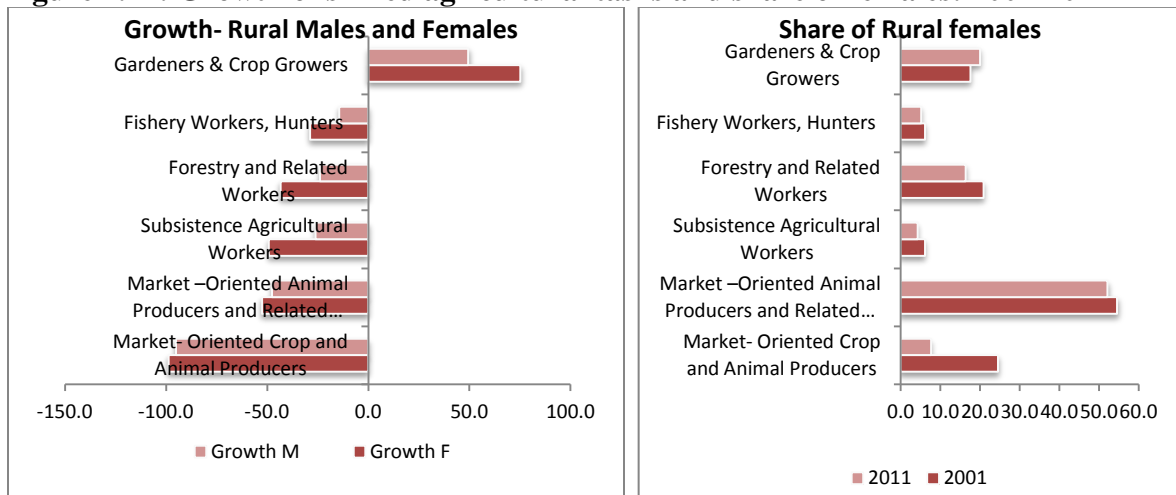 Growth- Rural Males and Females
Gardeners & Crop Growers
Fishery Workers, Hunters
Forestry and Related
Workers
Subsistence Agricultural
Workers
Market –Oriented Animal
Producers and Related…
Market- Oriented Crop and
Animal Producers
-150.0 -100.0 -50.0 0.0 50.0 100.0
Growth M Growth F
Share of Rural females
Gardeners & Crop
Growers
Fishery Workers, Hunters
Forestry and Related
Workers
Subsistence Agricultural
Workers
Market –Oriented Animal
Producers and Related…
Market- Oriented Crop
and Animal Producers
0.0 10.0 20.0 30.0 40.0 50.0 60.0
2011 2001